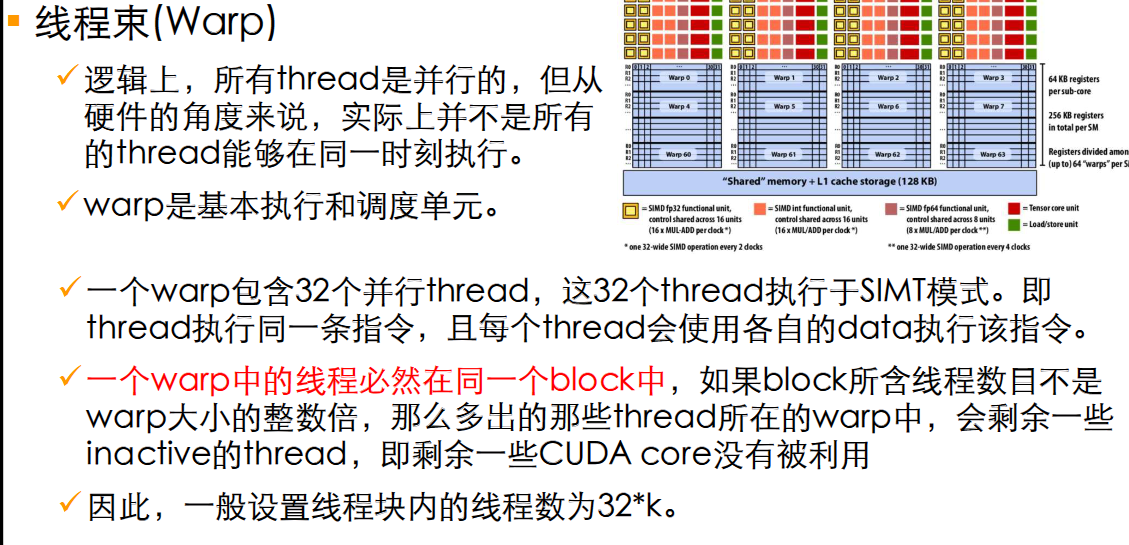 线程束(Warp)
逻辑上，所有thread是并行的，但从
硬件的角度来说，实际上并不是所有
的thread能够在同一时刻执行。
warp是基本执行和调度单元。
一个warp包含32个并行thread，这32个thread执行于SIMT模式。即
thread执行同一条指令，且每个thread会使用各自的data执行该指令。
一个warp中的线程必然在同一个block中，如果block所含线程数目不是
warp大小的整数倍，那么多出的那些thread所在的warp中，会剩余一些
inactive的thread，即剩余一些CUDA core没有被利用
因此，一般设置线程块内的线程数为32*k。
R0
R1
R2
...
Warp 0
Warp 1
Warp 2
Warp 3
Warp 4
Warp 5
Warp 6
Warp 7
Warp 60
Warp 61
Warp 62
Warp 63
64 KB registers
per sub-core
256 KB registers
in total per SM
Registers divided amon
(up to) 64 "warps" per S
"Shared" memory + L1 cache storage (128 KB)
= SIMD fp32 functional unit,
control shared across 16 units
(16 x MUL-ADD per clock *)
= SIMD int functional unit,
control shared across 16 units
(16 x MUL/ADD per clock *)
= SIMD fp64 functional unit,
control shared across 8 units
(8 x MUL/ADD per clock **)
= Tensor core unit
= Load/store unit
* one 32-wide SIMD operation every 2 clocks
** one 32-wide SIMD operation every 4 clocks